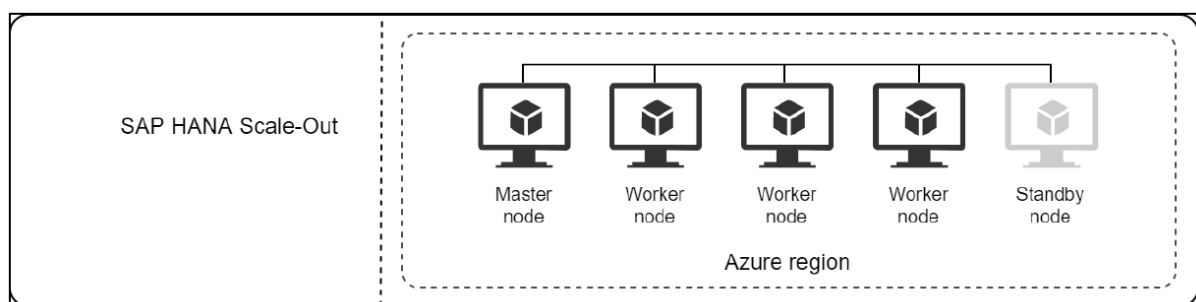 SAP HANA Scale-Out
Master
node
Worker
node
Worker
node
Worker
node
Standby
node
Azure region